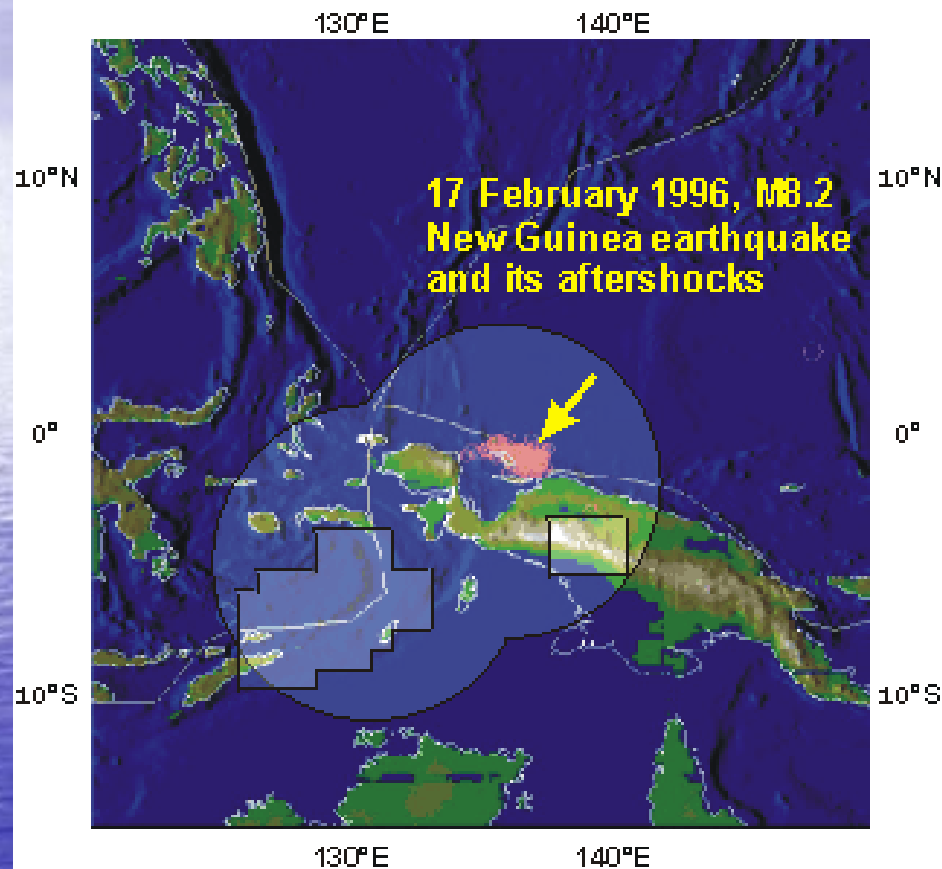 130°E 140°E
10°N 10°N
17 February 1996, M8.2
New Guinea earthquake
and its aftershocks
0° 0°
10°S 10°S
130°E 140°E